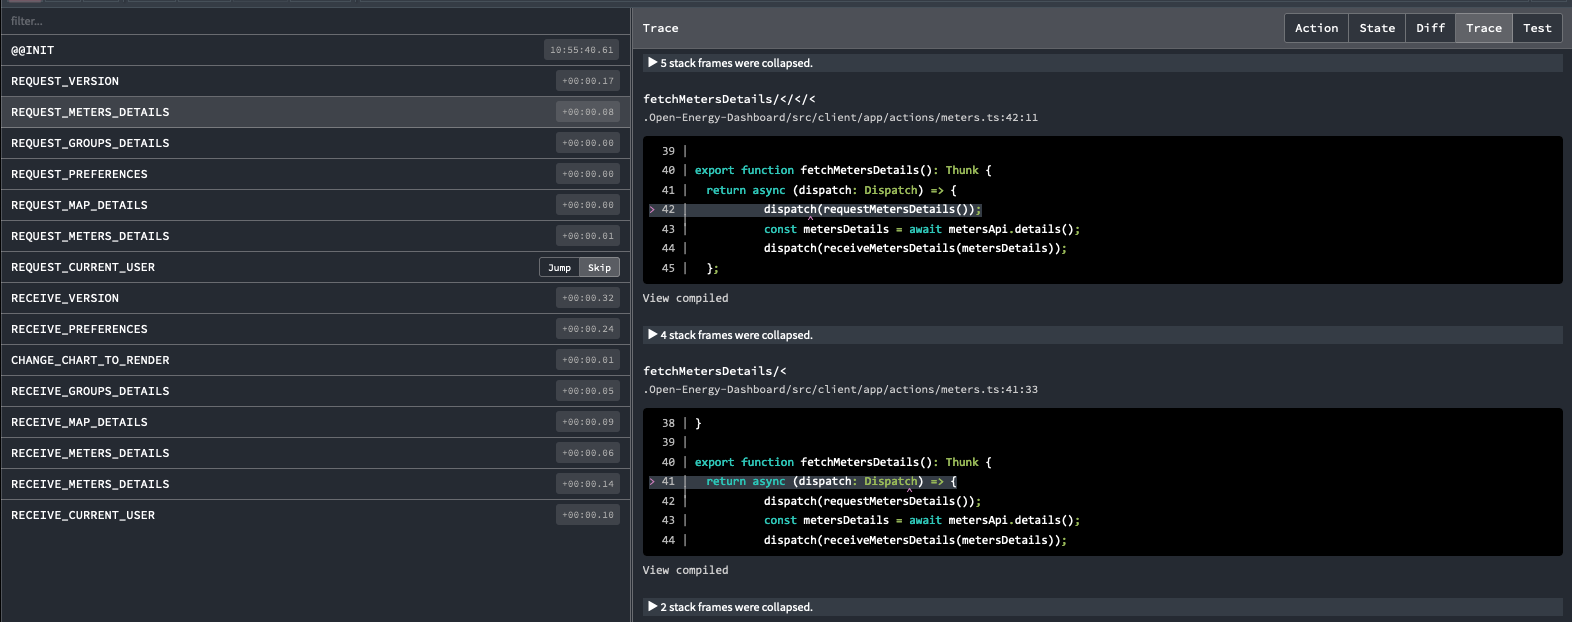 filter...
@@INIT 10:55:40.61
REQUEST_VERSION +00:00.17
REQUEST_METERS_DETAILS +00:00.08
REQUEST_GROUPS_DETAILS +00:00.00
REQUEST_PREFERENCES +00:00.00
REQUEST_MAP_DETAILS +00:00.00
REQUEST_METERS_DETAILS +00:00.01
REQUEST_CURRENT_USER Jump Skip
RECEIVE_VERSION +00:00.32
RECEIVE_PREFERENCES +00:00.24
CHANGE_CHART_TO_RENDER +00:00.01
RECEIVE_GROUPS_DETAILS +00:00.05
RECEIVE_MAP_DETAILS +00:00.09
RECEIVE_METERS_DETAILS +00:00.06
RECEIVE_METERS_DETAILS +00:00.14
RECEIVE_CURRENT_USER +00:00.10
Trace Action State Diff Trace Test
▶ 5 stack frames were collapsed.
fetchMetersDetails/</</<
.Open-Energy-Dashboard/src/client/app/actions/meters.ts:42:11
39 |
40 | export function fetchMetersDetails(): Thunk {
41 | return async (dispatch: Dispatch) => {
> 42 | dispatch(requestMetersDetails());
^
43 | const metersDetails = await metersApi.details();
44 | dispatch(receiveMetersDetails(metersDetails));
45 | };
View compiled
▶ 4 stack frames were collapsed.
fetchMetersDetails/<
.Open-Energy-Dashboard/src/client/app/actions/meters.ts:41:33
38 | }
39 |
40 | export function fetchMetersDetails(): Thunk {
> 41 | return async (dispatch: Dispatch) => {
^
42 | dispatch(requestMetersDetails());
43 | const metersDetails = await metersApi.details();
44 | dispatch(receiveMetersDetails(metersDetails));
View compiled
▶ 2 stack frames were collapsed.